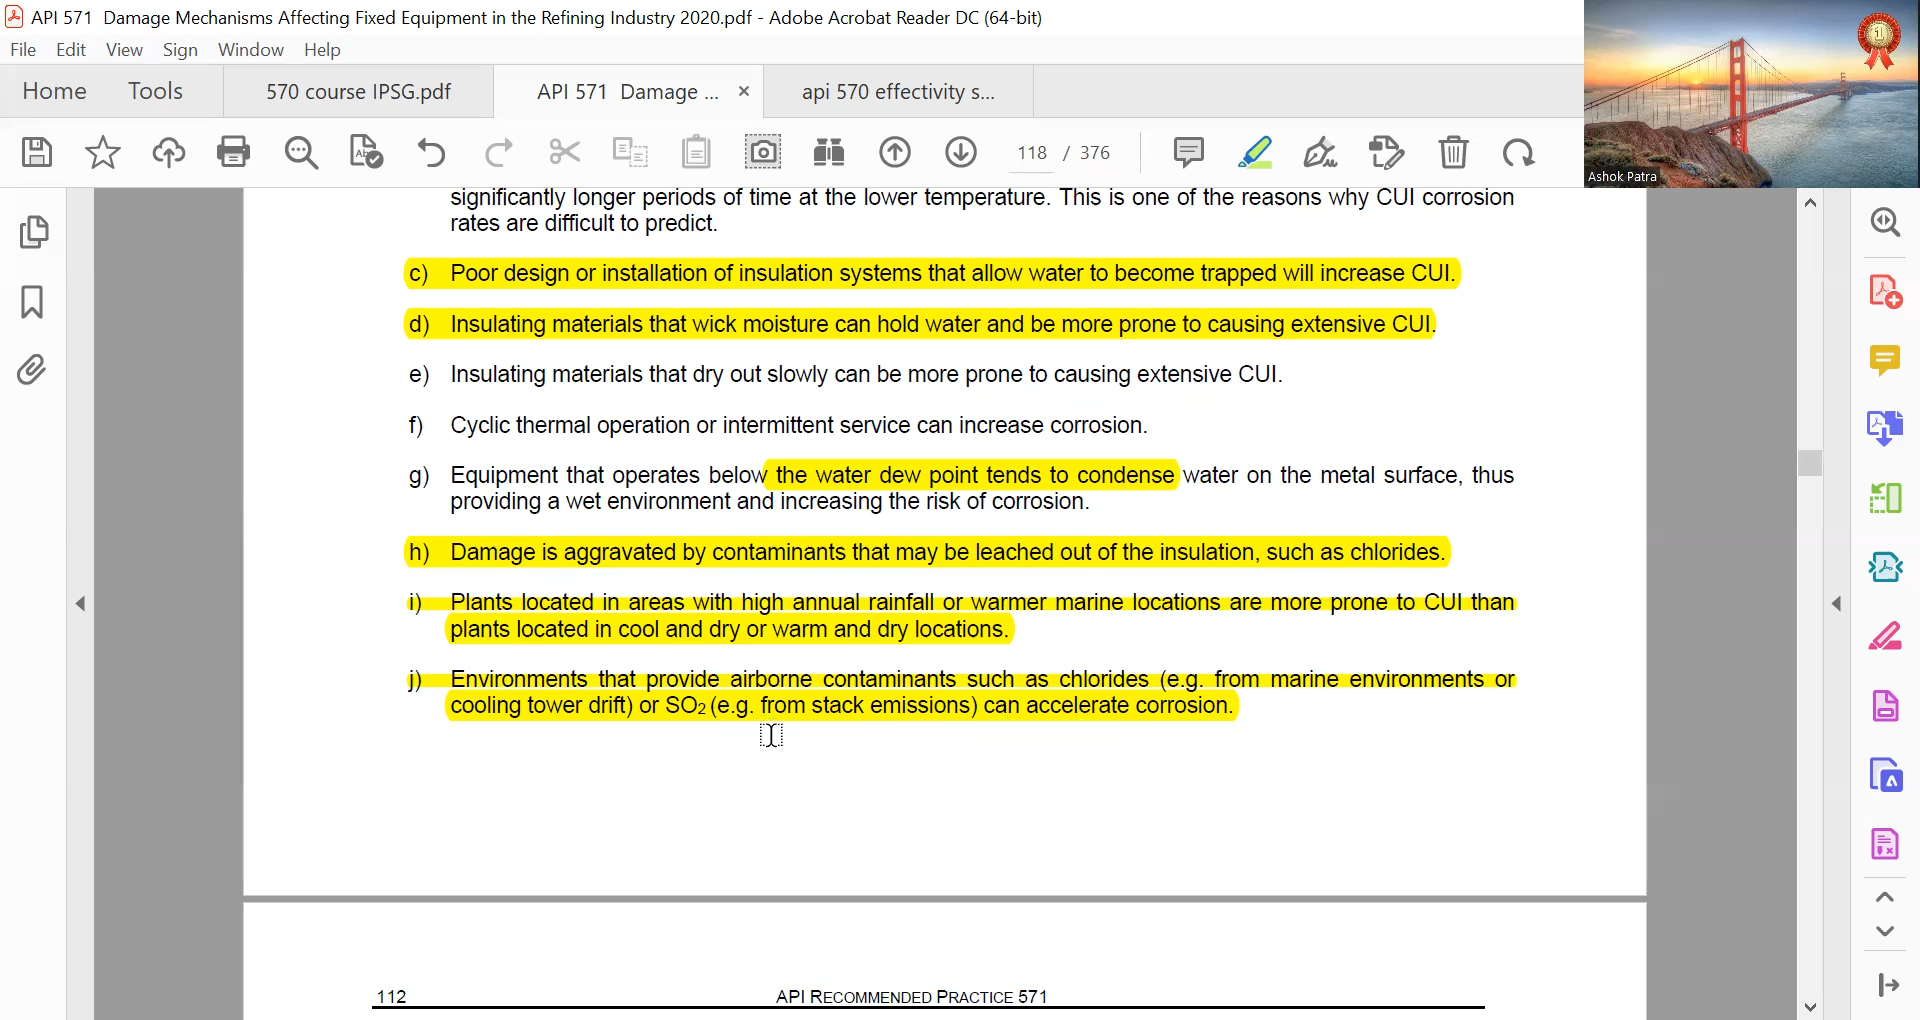 API 571  Damage Mechanisms Affecting Fixed Equipment in the Refining Industry 2020.pdf - Adobe Acrobat Reader DC (64-bit)
File Edit View Sign Window Help
Home Tools 570 course IPSG.pdf API 571  Damage ... × api 570 effectivity s...
118 / 376
Ashok Patra
significantly longer periods of time at the lower temperature. This is one of the reasons why CUI corrosion
rates are difficult to predict.
c) Poor design or installation of insulation systems that allow water to become trapped will increase CUI.
d) Insulating materials that wick moisture can hold water and be more prone to causing extensive CUI.
e) Insulating materials that dry out slowly can be more prone to causing extensive CUI.
f) Cyclic thermal operation or intermittent service can increase corrosion.
g) Equipment that operates below the water dew point tends to condense water on the metal surface, thus
providing a wet environment and increasing the risk of corrosion.
h) Damage is aggravated by contaminants that may be leached out of the insulation, such as chlorides.
i) Plants located in areas with high annual rainfall or warmer marine locations are more prone to CUI than
plants located in cool and dry or warm and dry locations.
j) Environments that provide airborne contaminants such as chlorides (e.g. from marine environments or
cooling tower drift) or SO2 (e.g. from stack emissions) can accelerate corrosion.
112 API RECOMMENDED PRACTICE 571